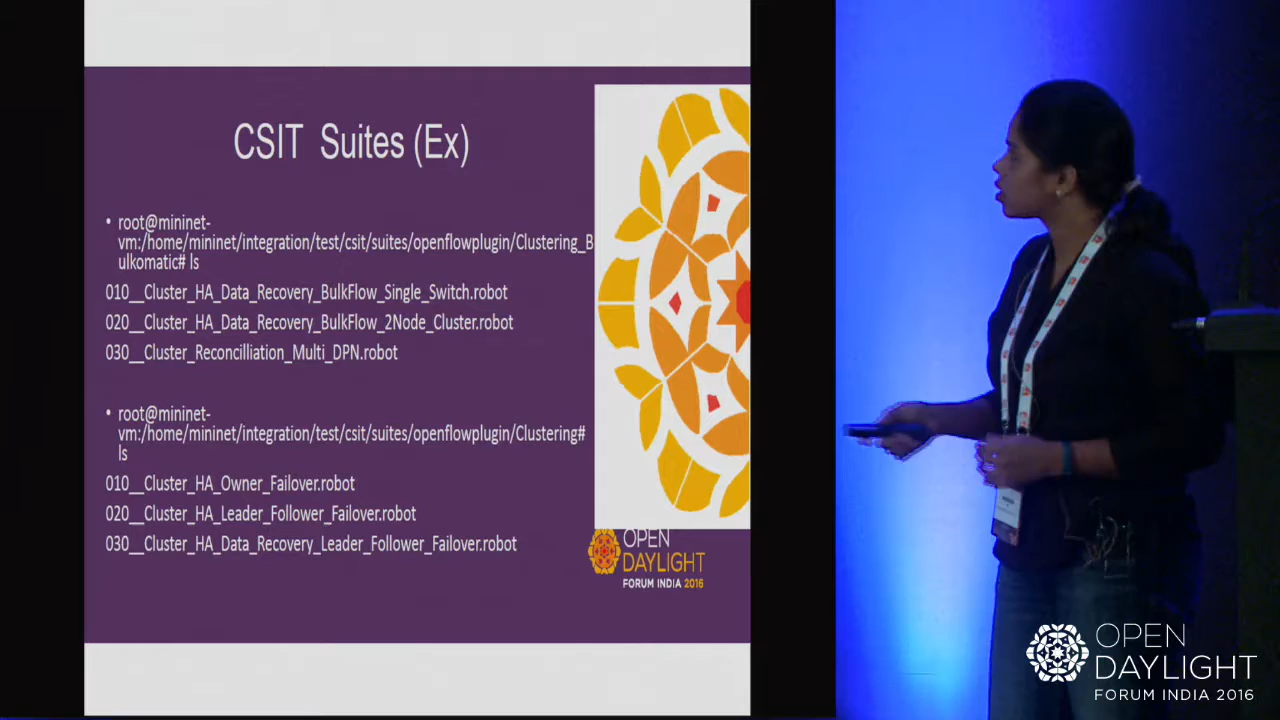 CSIT Suites (Ex)
• root@mininet-
vm:/home/mininet/integration/test/csit/suites/openflowplugin/Clustering_B
ulkomatic# ls
010__Cluster_HA_Data_Recovery_BulkFlow_Single_Switch.robot
020__Cluster_HA_Data_Recovery_BulkFlow_2Node_Cluster.robot
030__Cluster_Reconcilliation_Multi_DPN.robot
• root@mininet-
vm:/home/mininet/integration/test/csit/suites/openflowplugin/Clustering#
ls
010__Cluster_HA_Owner_Failover.robot
020__Cluster_HA_Leader_Follower_Failover.robot
030__Cluster_HA_Data_Recovery_Leader_Follower_Failover.robot
OPEN
DAYLIGHT
FORUM INDIA 2016
OPEN
DAYLIGHT
FORUM INDIA 2016